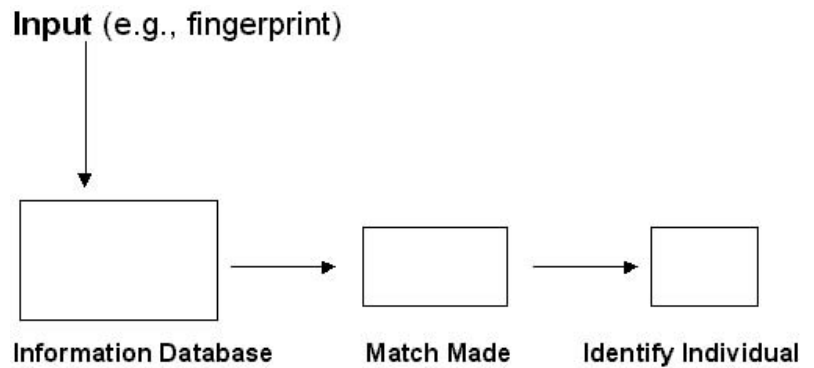 Input (e.g., fingerprint)
Information Database
Match Made
Identify Individual